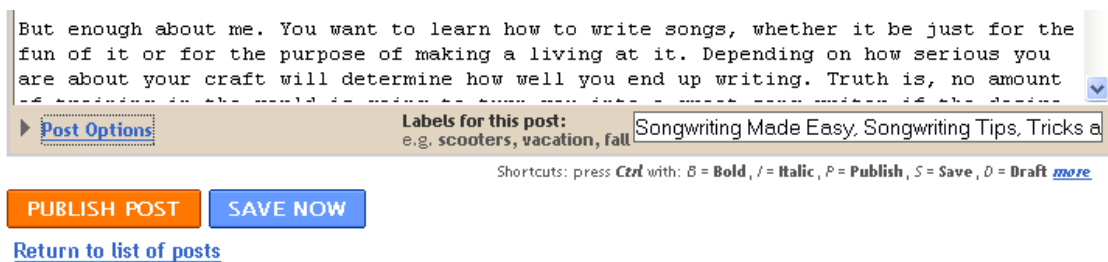 But enough about me. You want to learn how to write songs, whether it be just for the
fun of it or for the purpose of making a living at it. Depending on how serious you
are about your craft will determine how well you end up writing. Truth is, no amount
Post Options
Labels for this post:
e.g. scooters, vacation, fall
Songwriting Made Easy, Songwriting Tips, Tricks a
Shortcuts: press Ctrl with: B = Bold, I = Italic, P = Publish, S = Save, D = Draft more
PUBLISH POST SAVE NOW
Return to list of posts